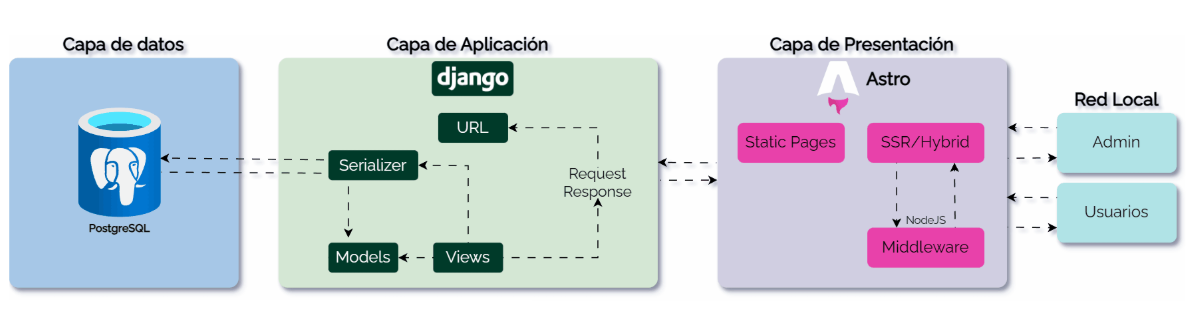 Capa de datos
PostgreSQL
Capa de Aplicación
django
URL
Serializer
Request
Response
Models
Views
Capa de Presentación
Astro
Static Pages
SSR/Hybrid
NodeJS
Middleware
Red Local
Admin
Usuarios